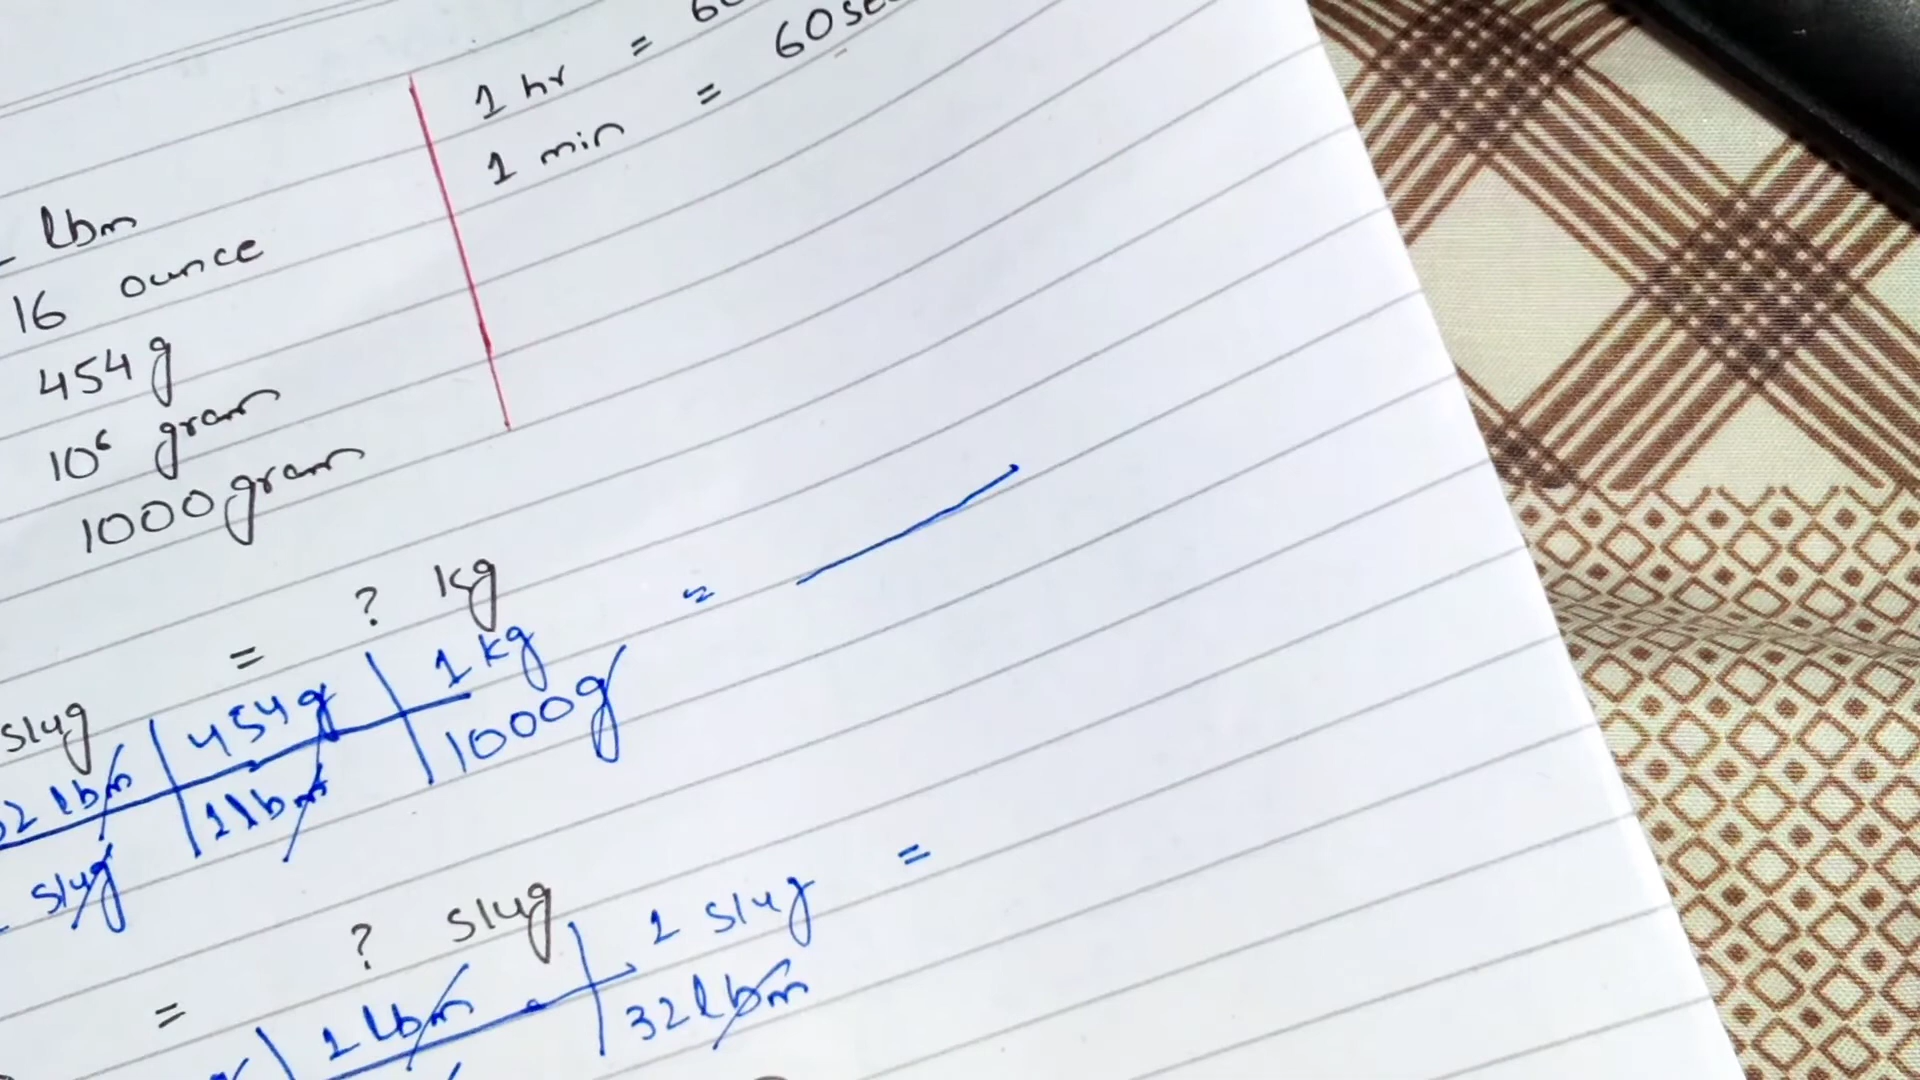 1 hr =
1 min = 60
lbm
16 ounce
454 g
10⁶ gram
1000 gram
slug = ? kg
2 lbm 454 g 1 kg =
slug 1 lbm 1000 g
= ? slug
1 lbm 1 slug =
32 lbm